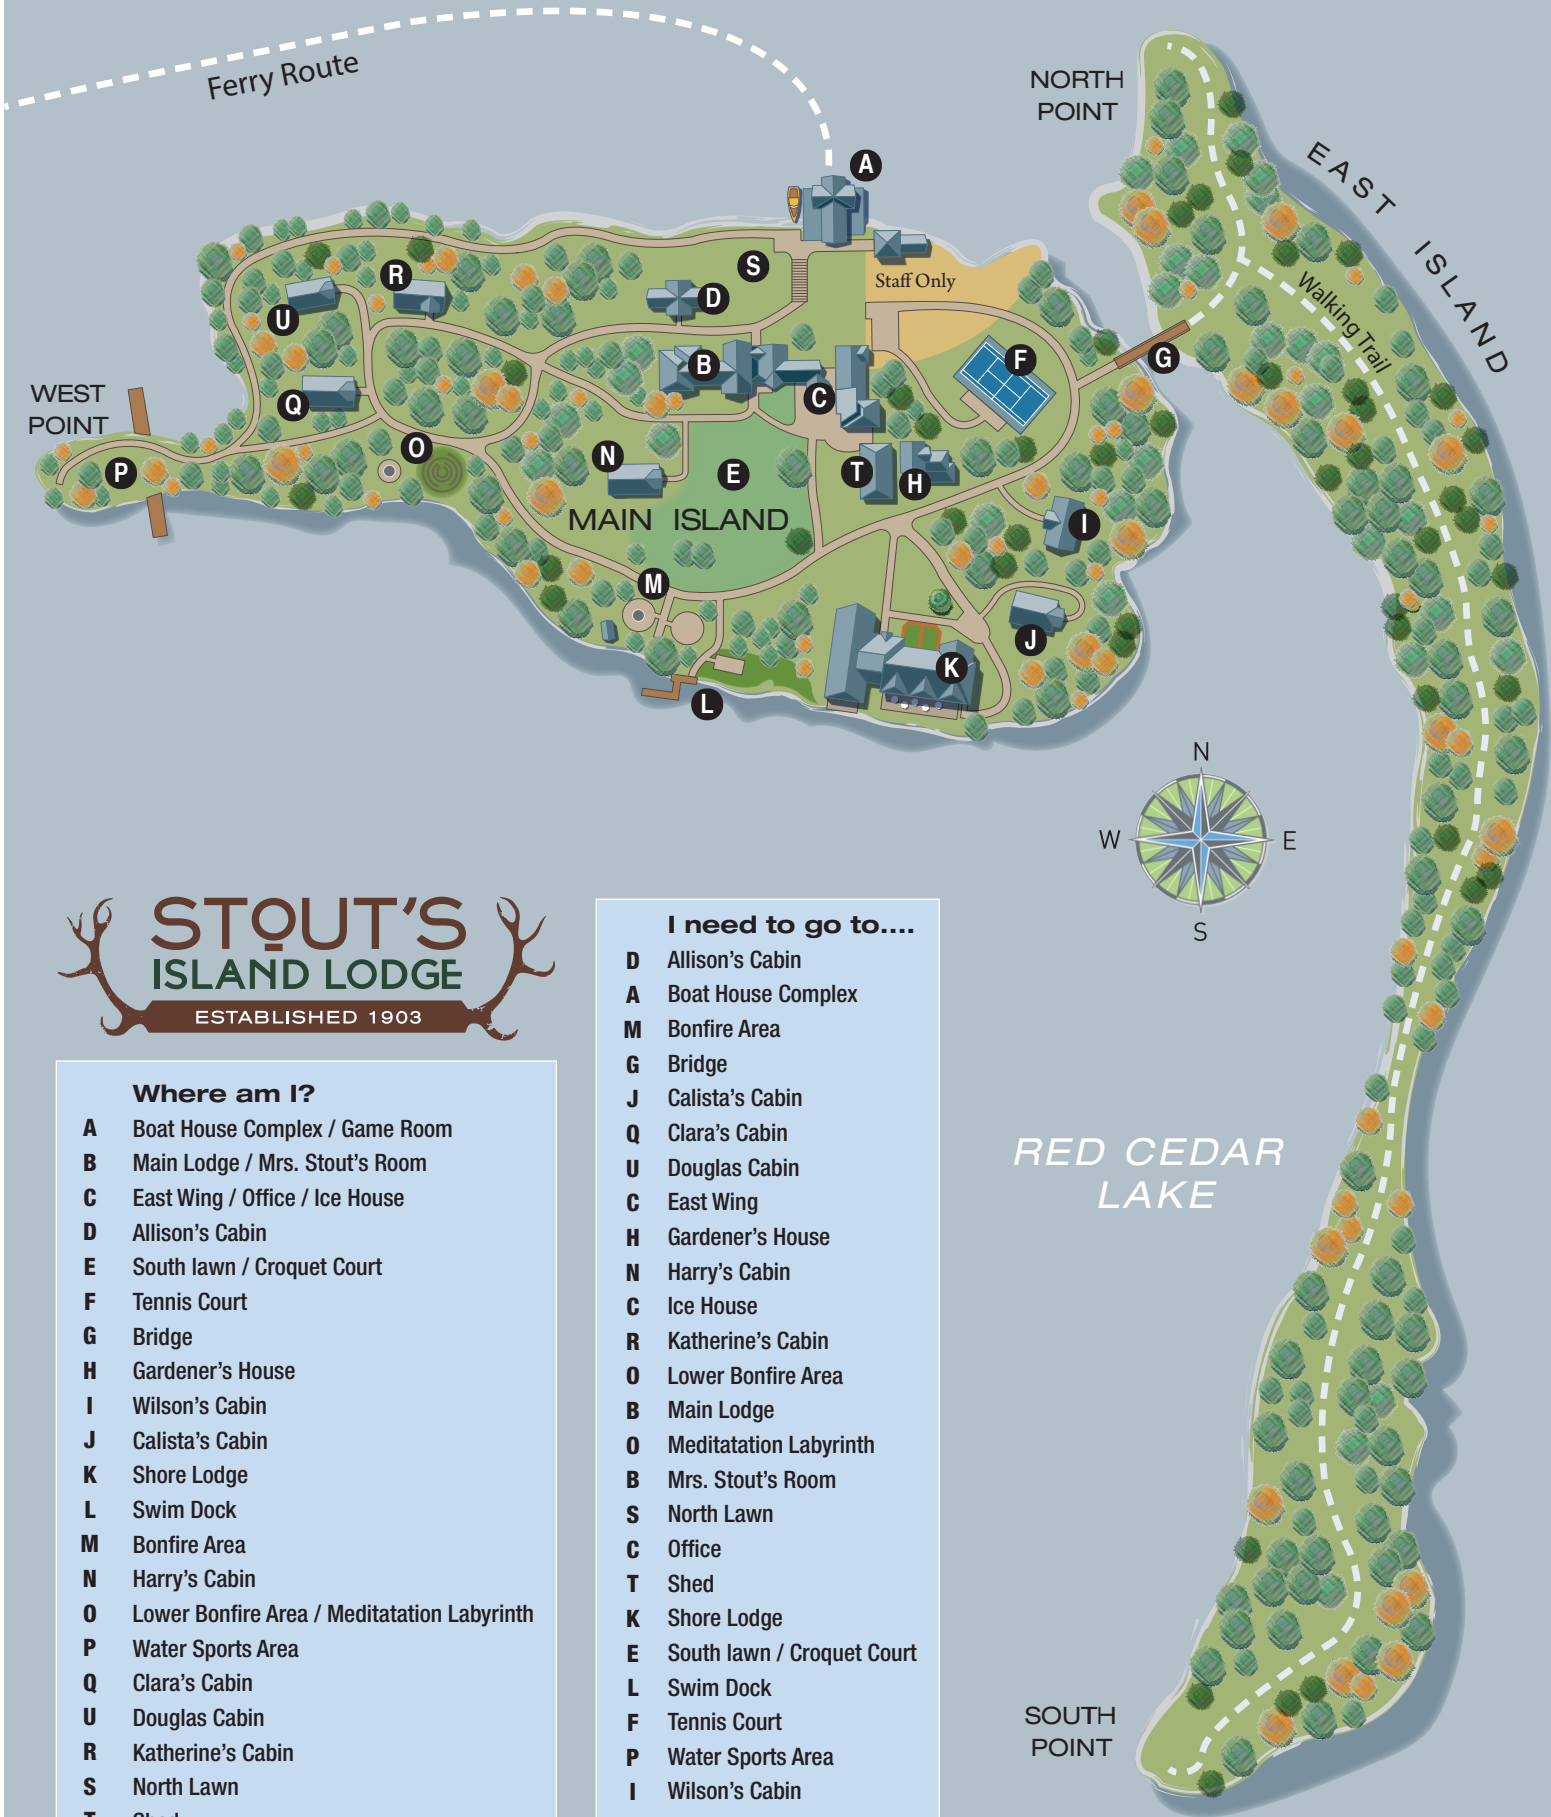 Ferry Route
NORTH
POINT
EAST ISLAND
A
S
Staff Only
R
D
U
Walking Trail
B
F
G
C
WEST
POINT
Q
O
P
N
E
T
H
MAIN ISLAND
I
M
J
K
L
N
W E
S
STOUT'S
ISLAND LODGE
ESTABLISHED 1903
Where am I?
A Boat House Complex / Game Room
B Main Lodge / Mrs. Stout's Room
C East Wing / Office / Ice House
D Allison's Cabin
E South lawn / Croquet Court
F Tennis Court
G Bridge
H Gardener's House
I Wilson's Cabin
J Calista's Cabin
K Shore Lodge
L Swim Dock
M Bonfire Area
N Harry's Cabin
O Lower Bonfire Area / Meditatation Labyrinth
P Water Sports Area
Q Clara's Cabin
U Douglas Cabin
R Katherine's Cabin
S North Lawn
T Shed
I need to go to....
D Allison's Cabin
A Boat House Complex
M Bonfire Area
G Bridge
J Calista's Cabin
Q Clara's Cabin
U Douglas Cabin
C East Wing
H Gardener's House
N Harry's Cabin
C Ice House
R Katherine's Cabin
O Lower Bonfire Area
B Main Lodge
O Meditatation Labyrinth
B Mrs. Stout's Room
S North Lawn
C Office
T Shed
K Shore Lodge
E South lawn / Croquet Court
L Swim Dock
F Tennis Court
P Water Sports Area
I Wilson's Cabin
RED CEDAR
LAKE
SOUTH
POINT